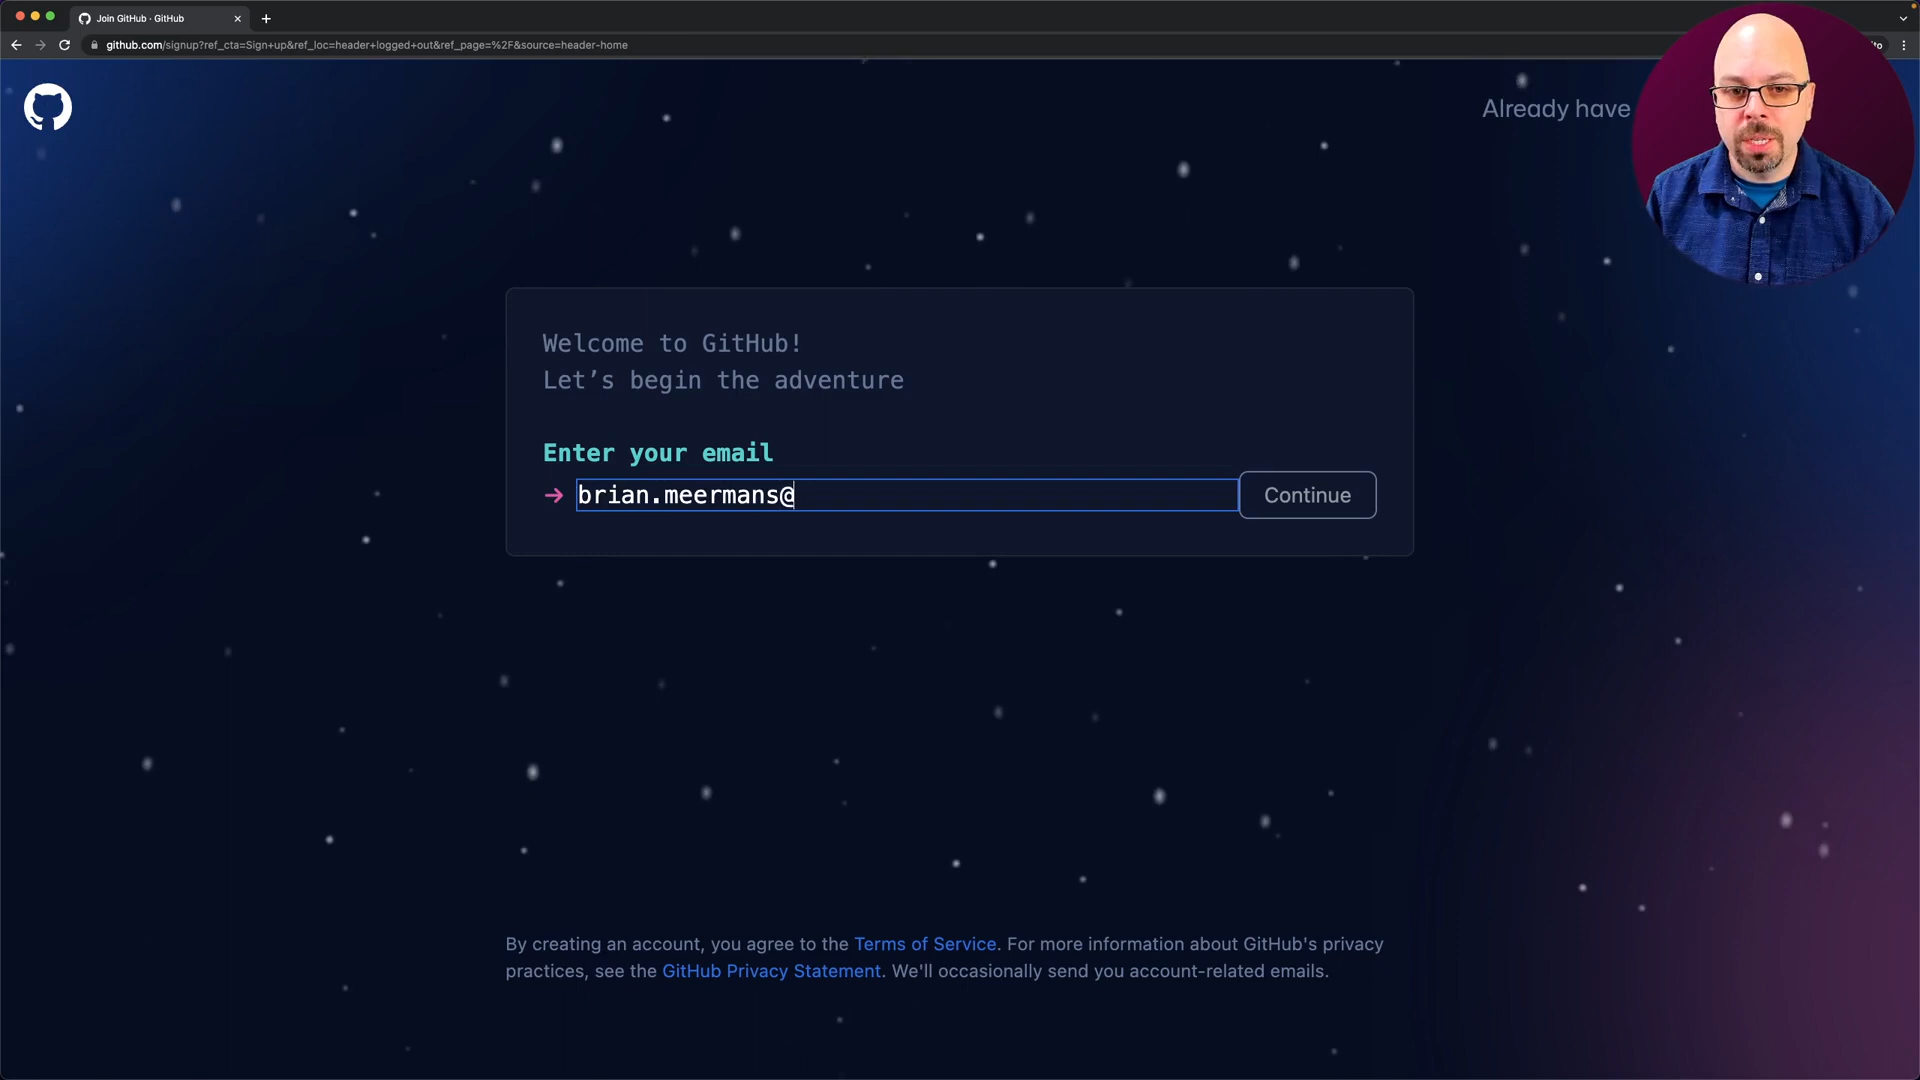 Join GitHub · GitHub
github.com/signup?ref_cta=Sign+up&ref_loc=header+logged+out&ref_page=%2F&source=header-home
Already have
Welcome to GitHub!
Let’s begin the adventure
Enter your email
→ brian.meermans@
Continue
By creating an account, you agree to the Terms of Service. For more information about GitHub's privacy
practices, see the GitHub Privacy Statement. We'll occasionally send you account-related emails.